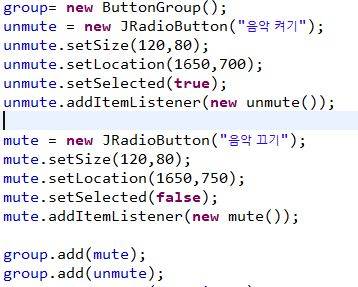 group= new ButtonGroup();
unmute = new JRadioButton("음악 켜기");
unmute.setSize(120,80);
unmute.setLocation(1650,700);
unmute.setSelected(true);
unmute.addItemListener(new unmute());
mute = new JRadioButton("음악 끄기");
mute.setSize(120,80);
mute.setLocation(1650,750);
mute.setSelected(false);
mute.addItemListener(new mute());
group.add(mute);
group.add(unmute);